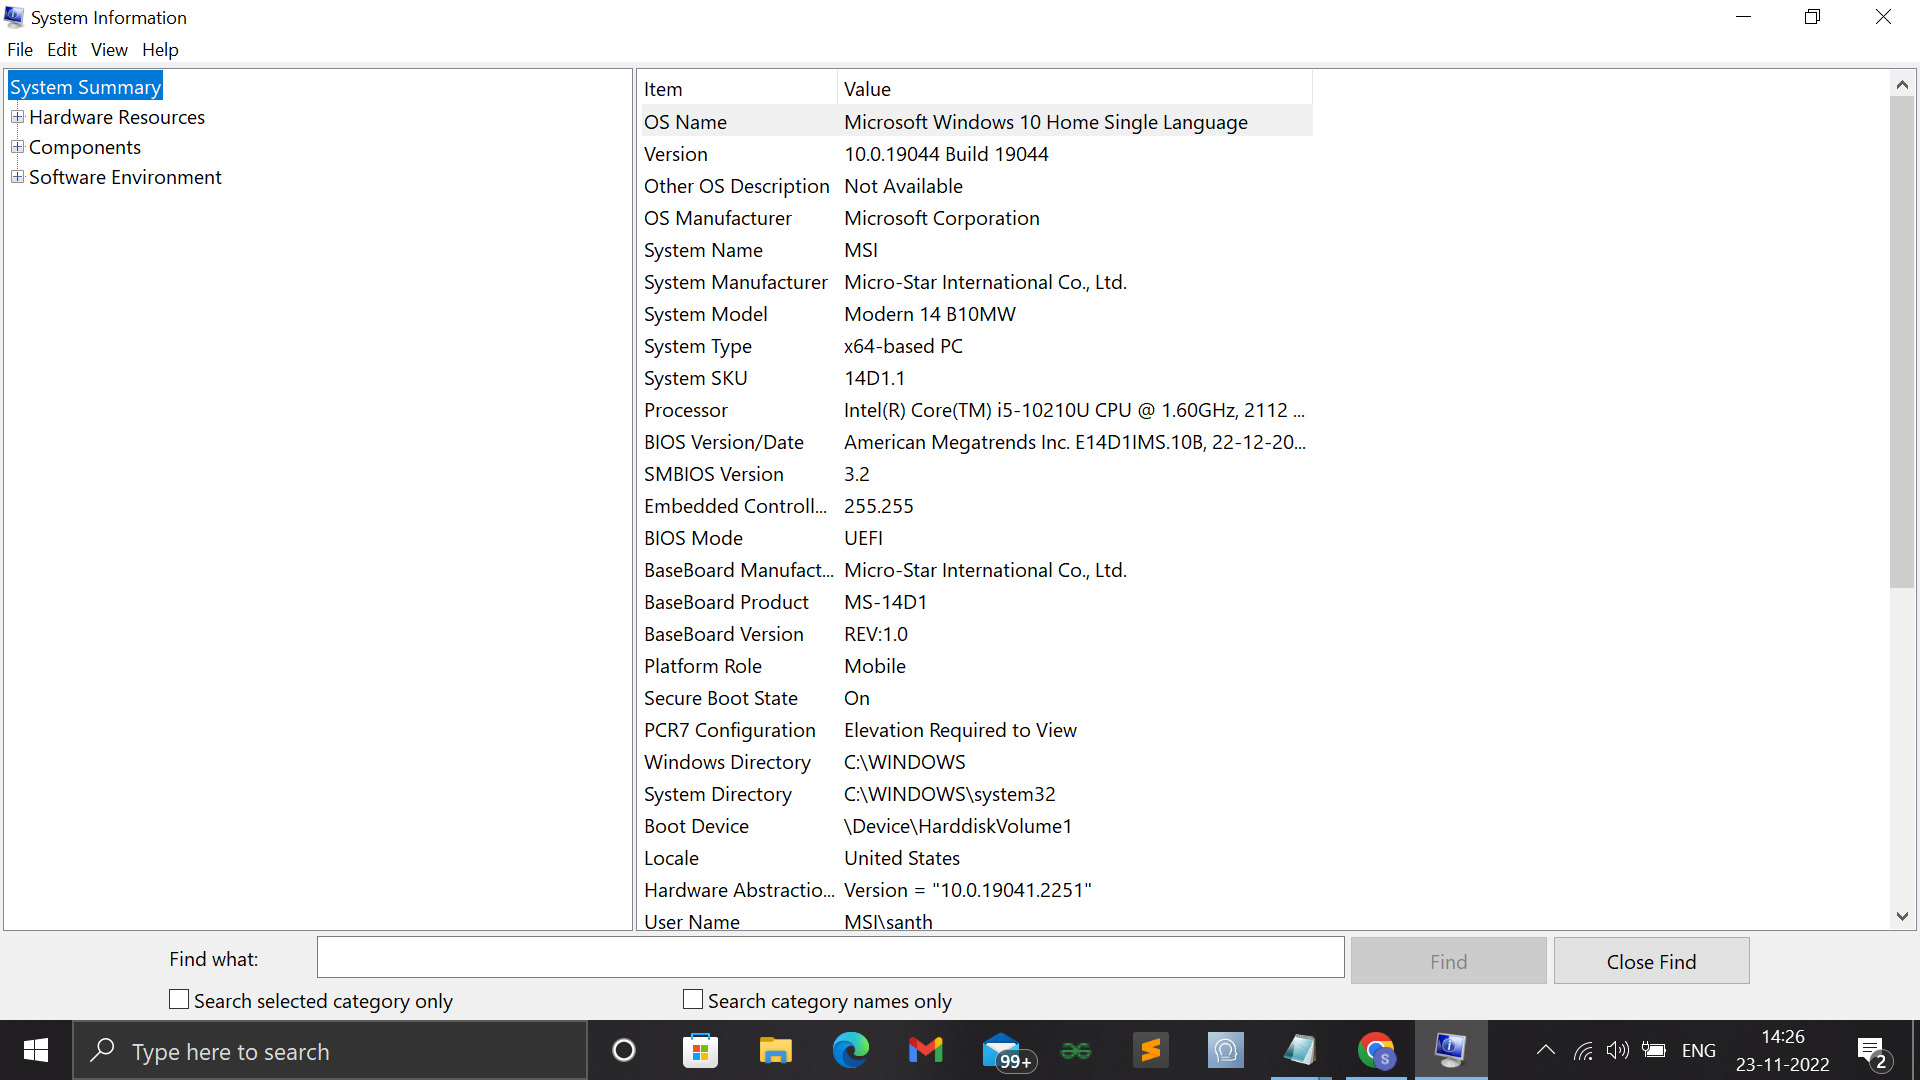 System Information
File Edit View Help
System Summary
Hardware Resources
Components
Software Environment
Item Value
OS Name Microsoft Windows 10 Home Single Language
Version 10.0.19044 Build 19044
Other OS Description Not Available
OS Manufacturer Microsoft Corporation
System Name MSI
System Manufacturer Micro-Star International Co., Ltd.
System Model Modern 14 B10MW
System Type x64-based PC
System SKU 14D1.1
Processor Intel(R) Core(TM) i5-10210U CPU @ 1.60GHz, 2112 ...
BIOS Version/Date American Megatrends Inc. E14D1IMS.10B, 22-12-20...
SMBIOS Version 3.2
Embedded Controll... 255.255
BIOS Mode UEFI
BaseBoard Manufact... Micro-Star International Co., Ltd.
BaseBoard Product MS-14D1
BaseBoard Version REV:1.0
Platform Role Mobile
Secure Boot State On
PCR7 Configuration Elevation Required to View
Windows Directory C:\WINDOWS
System Directory C:\WINDOWS\system32
Boot Device \Device\HarddiskVolume1
Locale United States
Hardware Abstractio... Version = "10.0.19041.2251"
User Name MSI\santh
Find what: Find Close Find
Search selected category only Search category names only
Type here to search 99+ S ENG 14:26
23-11-2022 2